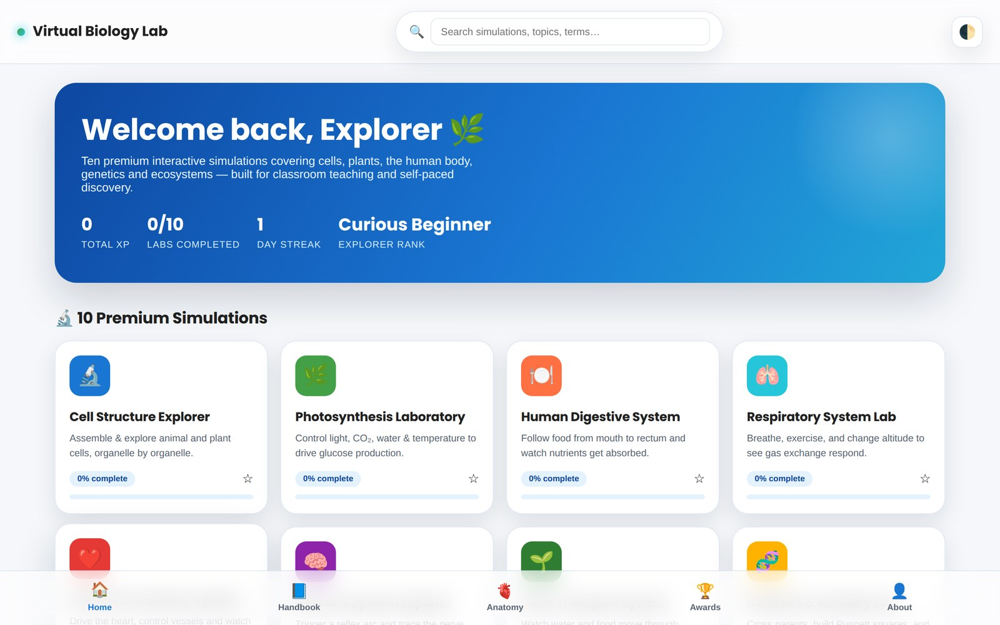 Virtual Biology Lab
Search simulations, topics, terms…
Welcome back, Explorer
Ten premium interactive simulations covering cells, plants, the human body,
genetics and ecosystems — built for classroom teaching and self-paced
discovery.
0
TOTAL XP
0/10
LABS COMPLETED
1
DAY STREAK
Curious Beginner
EXPLORER RANK
10 Premium Simulations
Cell Structure Explorer
Assemble & explore animal and plant
cells, organelle by organelle.
0% complete
Photosynthesis Laboratory
Control light, CO₂, water & temperature to
drive glucose production.
0% complete
Human Digestive System
Follow food from mouth to rectum and
watch nutrients get absorbed.
0% complete
Respiratory System Lab
Breathe, exercise, and change altitude to
see gas exchange respond.
0% complete
Drive the heart, control vessels and watch
Trigger a reflex arc and trace the nerve
Watch water and food move through
Cross parents, build Punnett squares, and
Home
Handbook
Anatomy
Awards
About